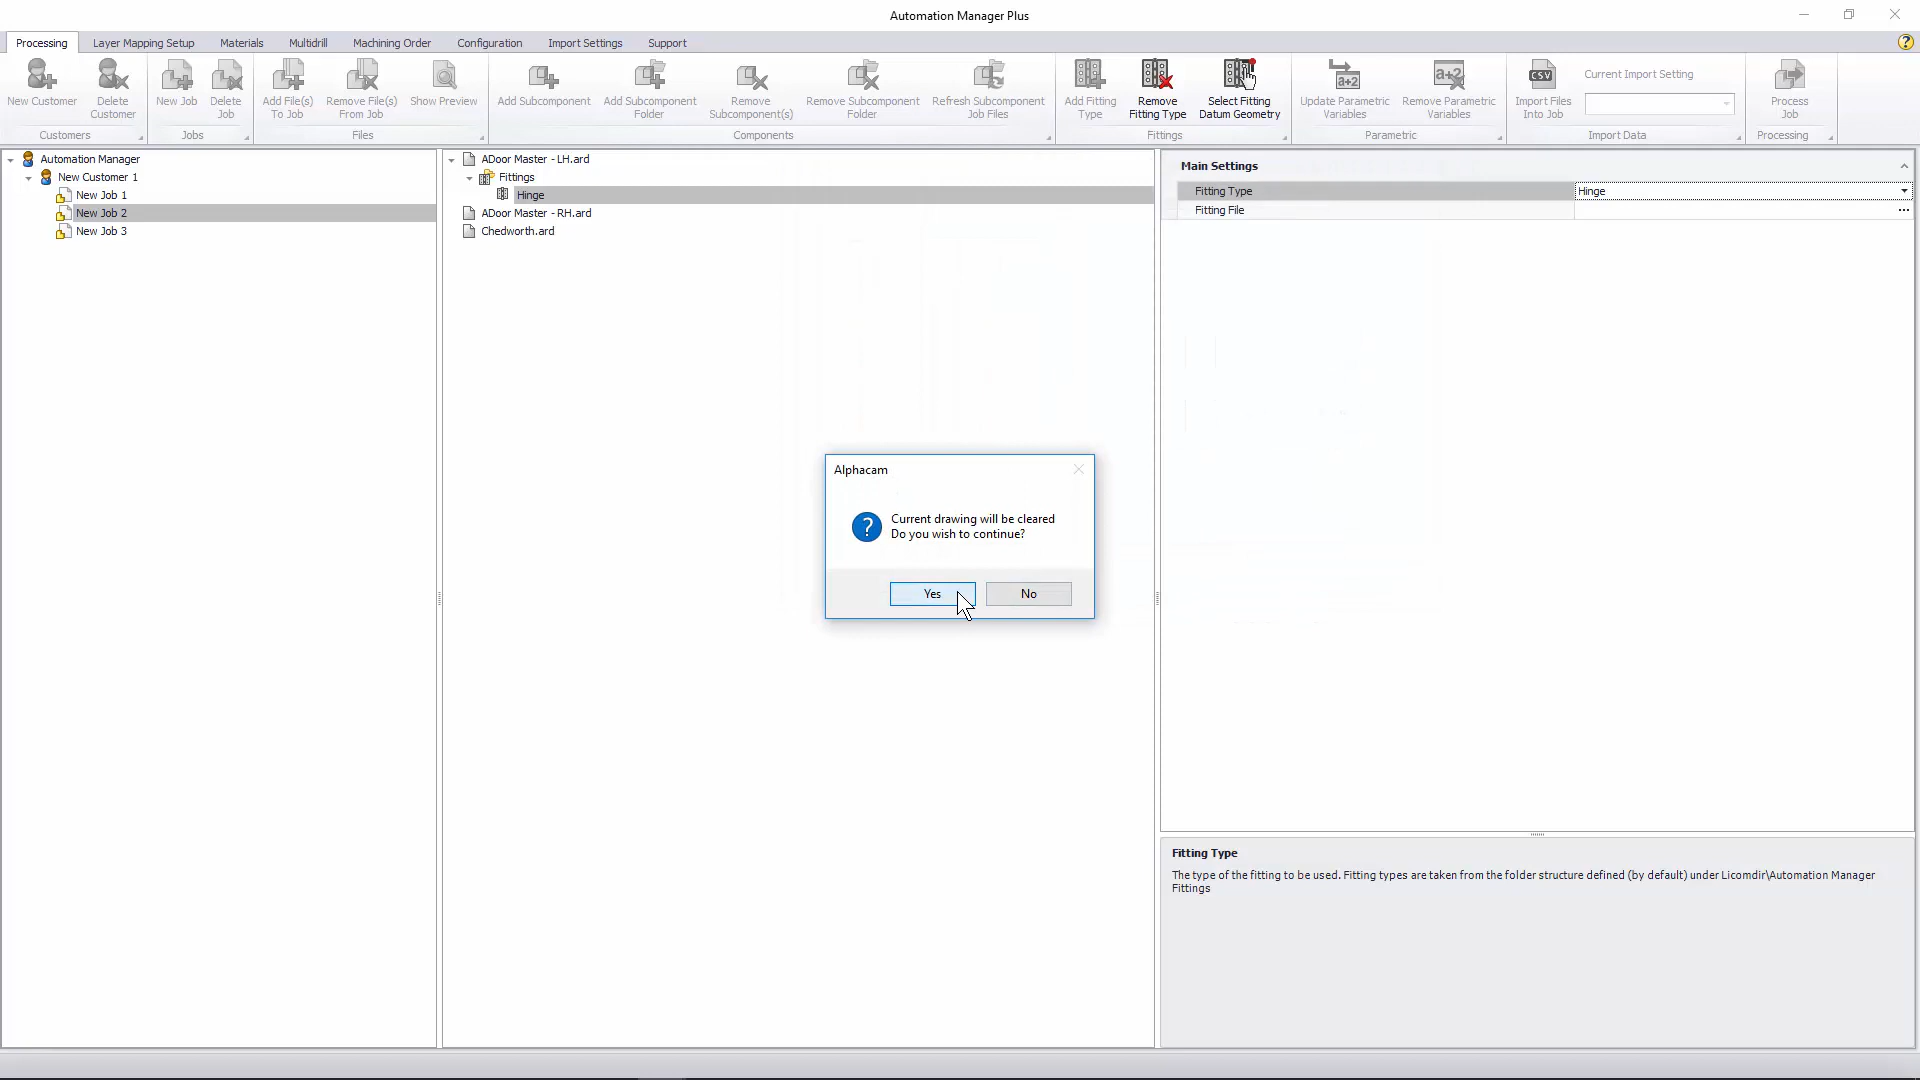 Automation Manager Plus
Processing
Layer Mapping Setup
Materials
Multidrill
Machining Order
Configuration
Import Settings
Support
New Customer
Delete
Customer
New Job
Delete
Job
Add File(s)
To Job
Remove File(s)
From Job
Show Preview
Add Subcomponent
Add Subcomponent
Folder
Remove
Subcomponent(s)
Remove Subcomponent
Folder
Refresh Subcomponent
Job Files
Add Fitting
Type
Remove
Fitting Type
Select Fitting
Datum Geometry
a+2
Update Parametric
Variables
a+2
Remove Parametric
Variables
CSV
Import Files
Into Job
Current Import Setting
Process
Job
Customers
Jobs
Files
Components
Fittings
Parametric
Import Data
Processing
Automation Manager
New Customer 1
New Job 1
New Job 2
New Job 3
ADoor Master - LH.ard
Fittings
Hinge
ADoor Master - RH.ard
Chedworth.ard
Main Settings
Fitting Type
Hinge
Fitting File
...
Alphacam
Current drawing will be cleared
Do you wish to continue?
Yes
No
Fitting Type
The type of the fitting to be used. Fitting types are taken from the folder structure defined (by default) under Licomdir\Automation Manager
Fittings